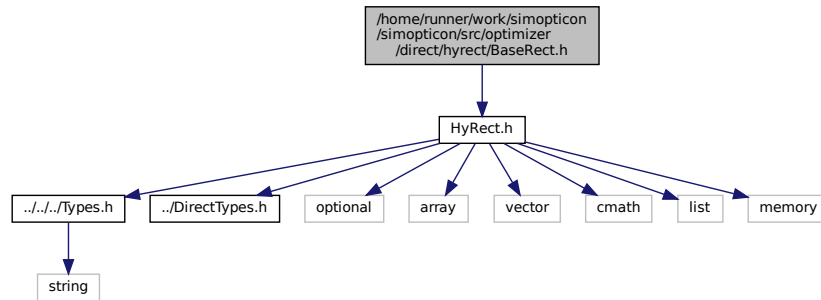 /home/runner/work/simopticon
/simopticon/src/optimizer
/direct/hyrect/BaseRect.h
HyRect.h
../../../Types.h
../DirectTypes.h
optional
array
vector
cmath
list
memory
string